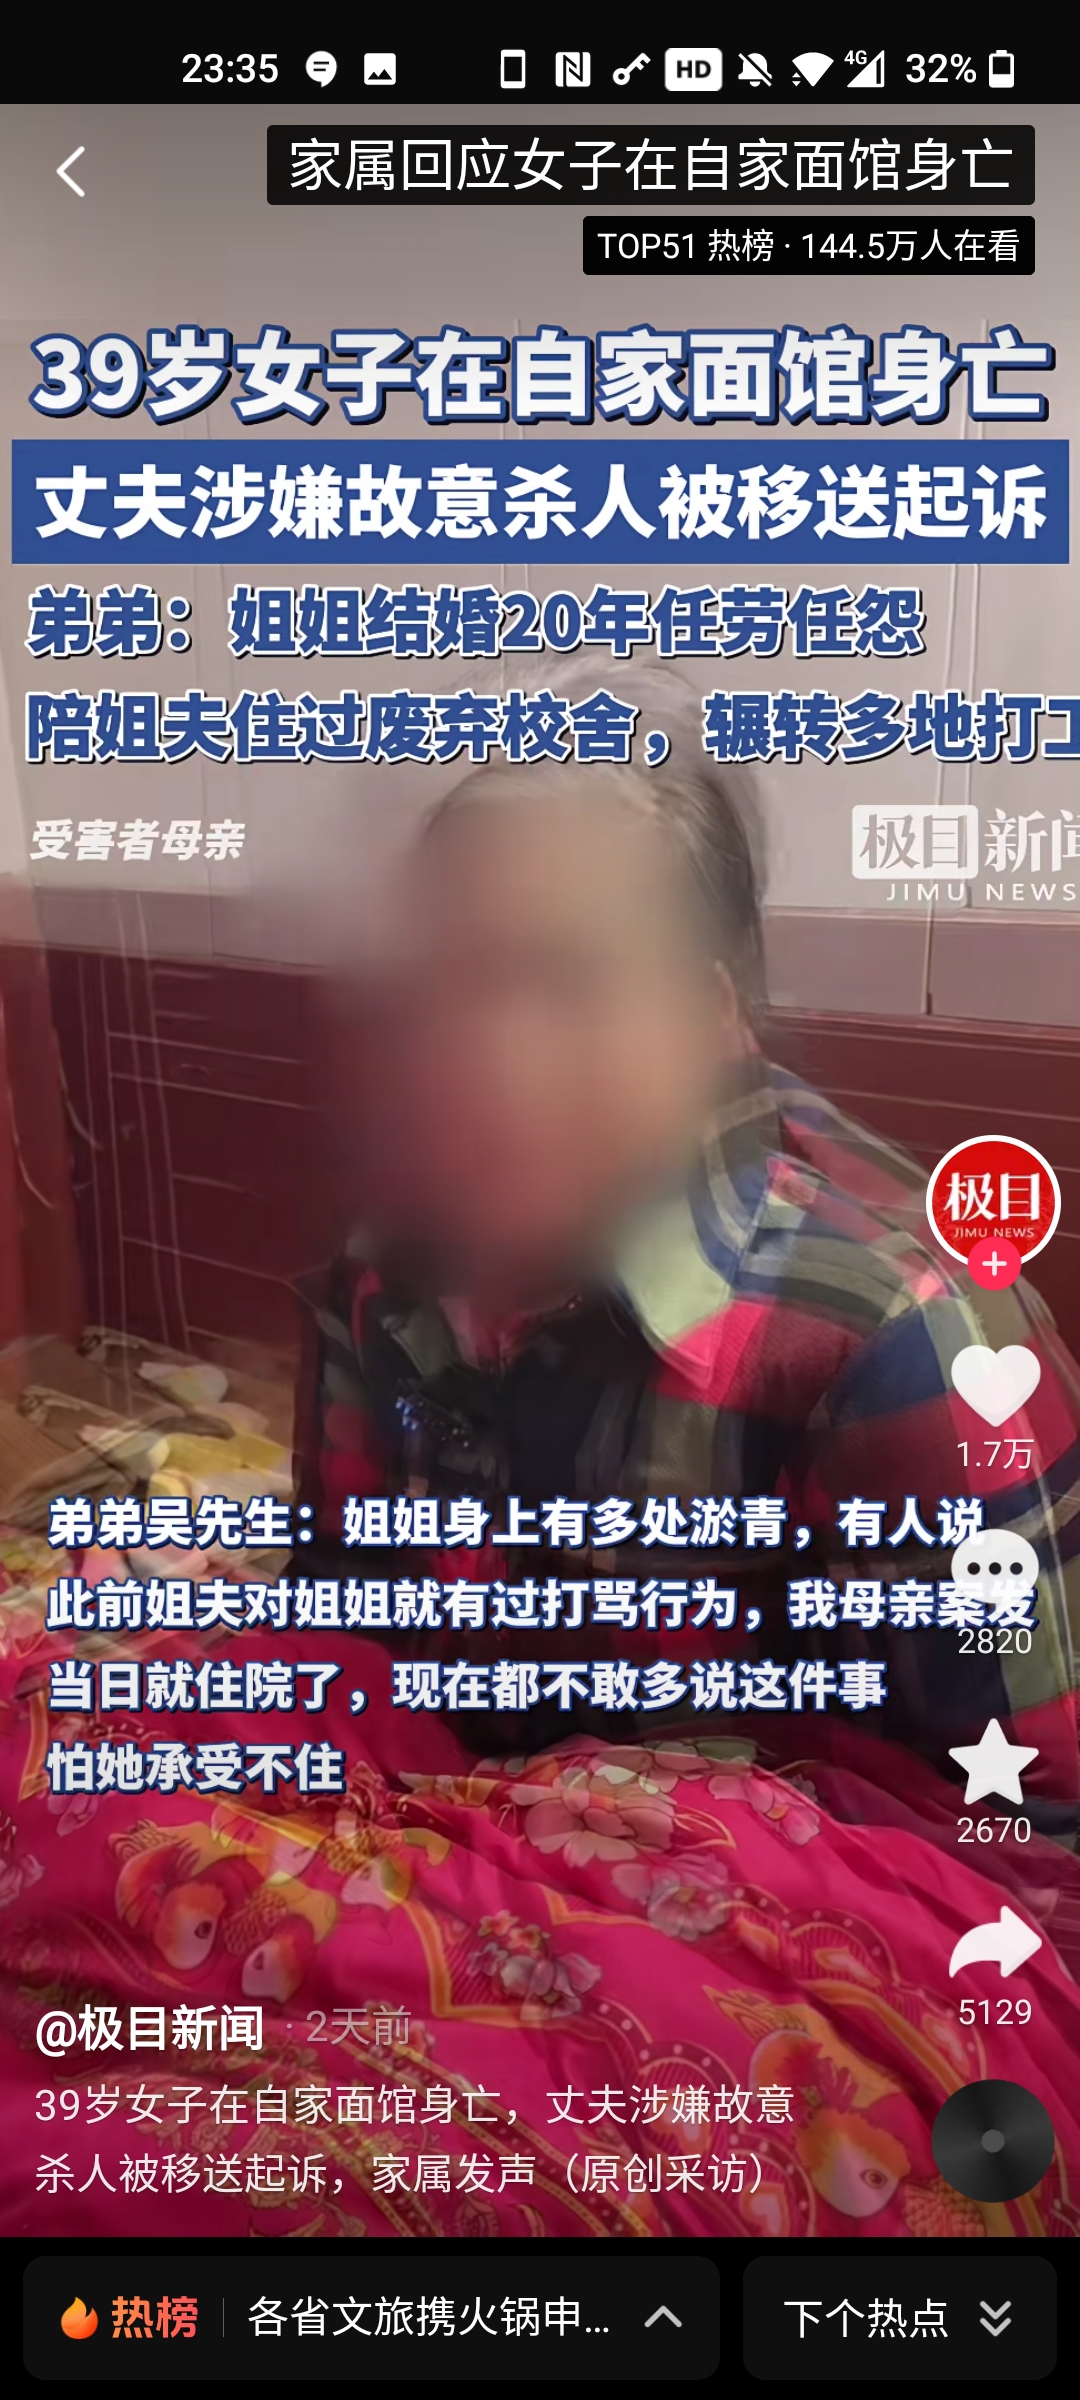 23:35
HD
4G
32%
家属回应女子在自家面馆身亡
TOP51 热榜 · 144.5万人在看
39岁女子在自家面馆身亡
丈夫涉嫌故意杀人被移送起诉
弟弟：姐姐结婚20年任劳任怨
陪姐夫住过废弃校舍，辗转多地打工
受害者母亲
极目新闻
JIMU NEWS
极目
JIMU NEWS
1.7万
弟弟吴先生：姐姐身上有多处淤青，有人说
此前姐夫对姐姐就有过打骂行为，我母亲案发
2820
当日就住院了，现在都不敢多说这件事
怕她承受不住
2670
5129
@极目新闻 · 2天前
39岁女子在自家面馆身亡，丈夫涉嫌故意
杀人被移送起诉，家属发声（原创采访）
热榜 各省文旅携火锅申...
下个热点